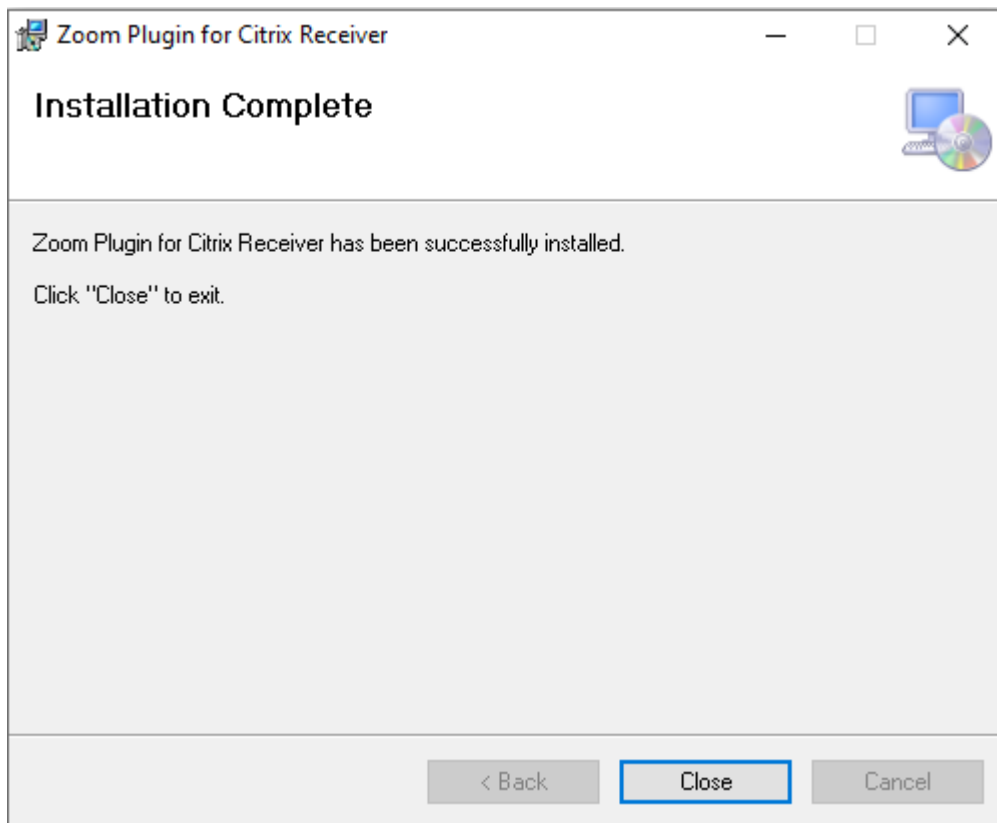 Zoom Plugin for Citrix Receiver
Installation Complete
Zoom Plugin for Citrix Receiver has been successfully installed.
Click "Close" to exit.
< Back
Close
Cancel